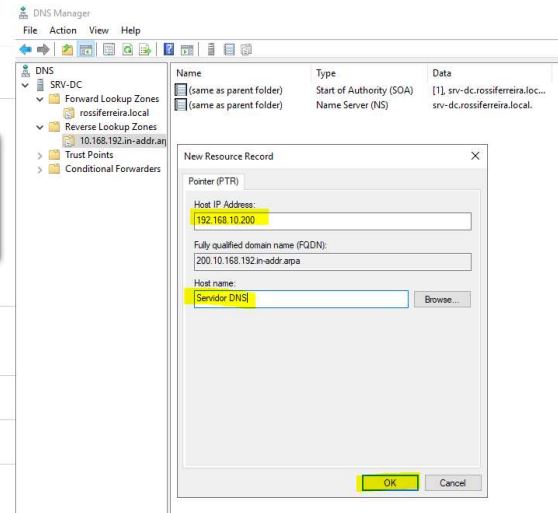 DNS Manager
File Action View Help
DNS
SRV-DC
Forward Lookup Zones
rossiferreira.local
Reverse Lookup Zones
10.168.192.in-addr.arp
Trust Points
Conditional Forwarders
Name Type Data
(same as parent folder) Start of Authority (SOA) [1], srv-dc.rossiferreira.loc...
(same as parent folder) Name Server (NS) srv-dc.rossiferreira.local.
New Resource Record
Pointer (PTR)
Host IP Address:
192.168.10.200
Fully qualified domain name (FQDN):
200.10.168.192.in-addr.arpa
Host name:
Servidor DNS
Browse...
OK Cancel